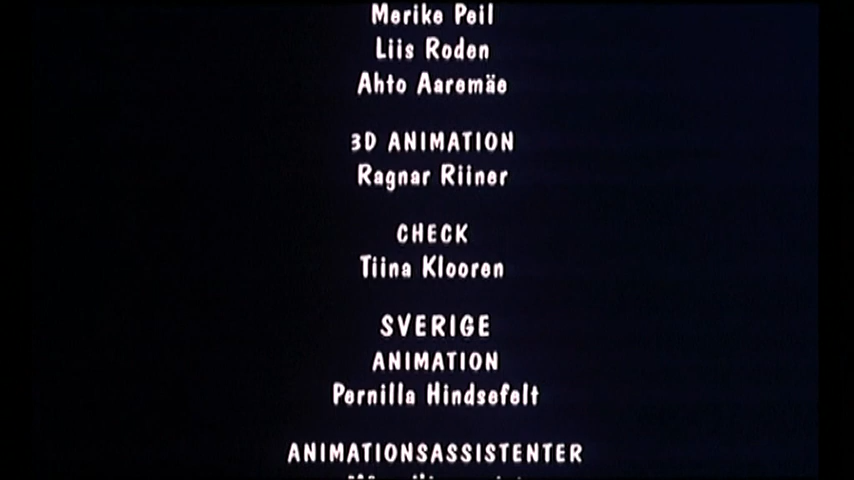 Merike Peil
Liis Roden
Ahto Aaremäe
3D ANIMATION
Ragnar Riiner
CHECK
Tiina Klooren
SVERIGE
ANIMATION
Pernilla Hindsefelt
ANIMATIONSASSISTENTER